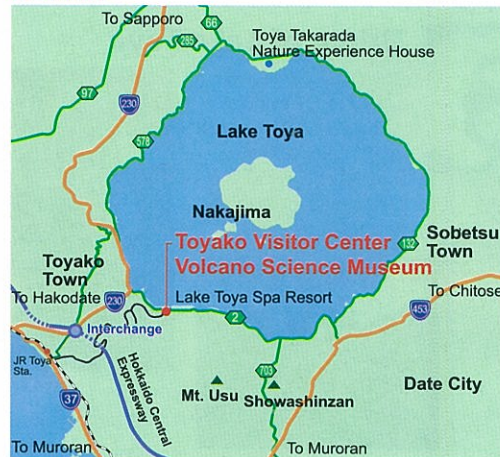 To Sapporo
66
285
Toya Takarada
Nature Experience House
97
230
578
Lake Toya
Nakajima
Toyako Visitor Center
Volcano Science Museum
Sobetsu
Town
132
Toyako
Town
To Hakodate
230
Lake Toya Spa Resort
To Chitose
453
2
Interchange
JR Toya
Sta.
Hokkaido Central
Expressway
703
Mt. Usu
Showashinzan
Date City
37
To Muroran
To Muroran